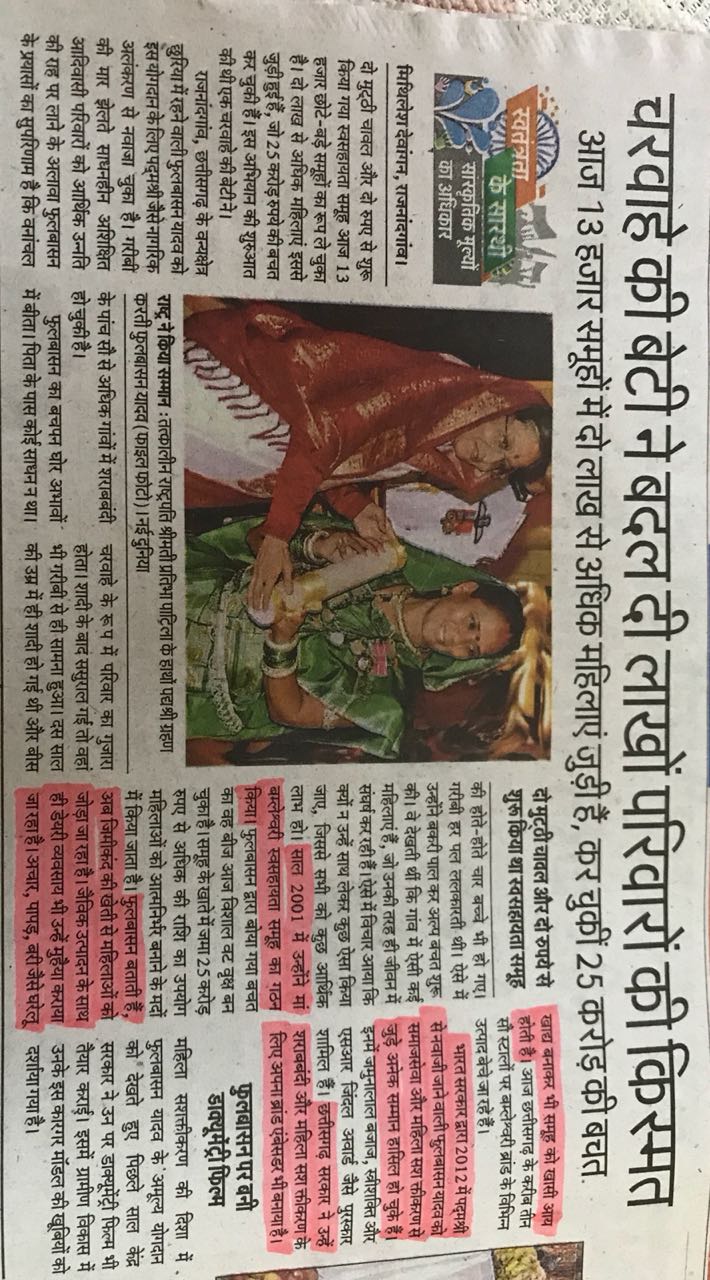 चरवाहे की बेटी ने बदल दी लाखों परिवारों की किस्मत
आज 13 हजार समूहों में दो लाख से अधिक महिलाएं जुड़ी हैं, कर चुकीं 25 करोड़ की बचत
स्वतंत्रता
के सारथी
सांस्कृतिक मूल्यों
का अधिकार
मिथिलेश देवांगन, राजनांदगांव।
दो मुट्ठी चावल और दो रुपए से शुरू
किया गया स्वसहायता समूह आज 13
हजार छोटे-बड़े समूहों का रूप ले चुका
है। दो लाख से अधिक महिलाएं इससे
जुड़ी हुई हैं, जो 25 करोड़ रुपये की बचत
कर चुकी हैं। इस अभियान की शुरुआत
की थी एक चरवाहे की बेटी ने।
राजनांदगांव, छत्तीसगढ़ के वनक्षेत्र
छुरिया में रहने वाली फुलबासन यादव को
इस योगदान के लिए पद्मश्री जैसे नागरिक
अलंकरण से नवाजा चुका है। गरीबी
की मार झेलते साधनहीन अशिक्षित
आदिवासी परिवारों को आर्थिक उन्नति
की राह पर लाने के अलावा फुलबासन
के प्रयासों का सुपरिणाम है कि वनांचल
राष्ट्र ने किया सम्मान : तत्कालीन राष्ट्रपति श्रीमती प्रतिभा पाटिल के हाथों पद्मश्री ग्रहण
करती फुलबासन यादव (फाइल फोटो)। नई दुनिया
के पांच सौ से अधिक गांवों में शराबबंदी
हो चुकी है।
फुलबासन का बचपन घोर अभावों
में बीता। पिता के पास कोई साधन न था।
चरवाहे के रूप में परिवार का गुजारा
होता। शादी के बाद ससुराल गई तो वहां
भी गरीबी से ही सामना हुआ। दस साल
की उम्र में ही शादी हो गई थी और बीस
दो मुट्ठी चाल और दो रुपये से
शुरू किया था स्वसहायता समूह
की होते-होते चार बच्चे भी हो गए।
गरीबी हर पल ललकारती थी। ऐसे में
उन्होंने बकरी पाल कर अल्प बचत शुरू
की। वे देखती थीं कि गांव में ऐसी कई
महिलाएं हैं, जो उनकी तरह ही जीवन में
संघर्ष कर रही हैं। ऐसे में विचार आया कि
क्यों न उन्हें साथ लेकर कुछ ऐसा किया
जाए, जिससे सभी को कुछ आर्थिक
लाभ हो। साल 2001 में उन्होंने मां
बम्लेश्वरी स्वसहायता समूह का गठन
किया। फुलबासन द्वारा बोया गया बचत
का वह बीज आज विशाल वट वृक्ष बन
चुका है। समूह के खाते में जमा 25 करोड़
रुपए से अधिक की राशि का उपयोग
महिलाओं को आत्मनिर्भर बनाने के मदों
में किया जाता है। फुलबासन बताती हैं,
अब जिमीकंद की खेती से महिलाओं को
जोड़ा जा रहा है। जैविक उत्पादन के साथ
ही डेयरी व्यवसाय भी उन्हें मुहैया कराया
जा रहा है। अचार, पापड़, बरी जैसे घरेलू
खाद्य बनाकर भी समूह को खासी आय
होती है। आज छत्तीसगढ़ के करीब तीन
सौ स्टालों पर बम्लेश्वरी ब्रांड के विभिन्न
उत्पाद बेचे जा रहे हैं।
भारत सरकार द्वारा 2012 में पद्मश्री
से नवाजी जाने वाली फुलबासन यादव को
समाजसेवा और महिला सशक्तीकरण से
जुड़े अनेक सम्मान हासिल हो चुके हैं।
इनमें जमुनालाल बजाज, स्त्रीशक्ति और
एसआर जिंदल अवार्ड जैसे पुरस्कार
शामिल हैं। छत्तीसगढ़ सरकार ने उन्हें
शराबबंदी और महिला सशक्तीकरण के
लिए अपना ब्रांड एंबेसडर भी बनाया है।
फुलबासन पर बनी
डाक्यूमेंट्री फिल्म
महिला सशक्तीकरण की दिशा में
फुलबासन यादव के अमूल्य योगदान
को देखते हुए पिछले साल केंद्र
सरकार ने उन पर डाक्यूमेंट्री फिल्म भी
तैयार कराई। इसमें ग्रामीण विकास में
उनके इस कारगर मॉडल की खूबियों को
दर्शाया गया है।